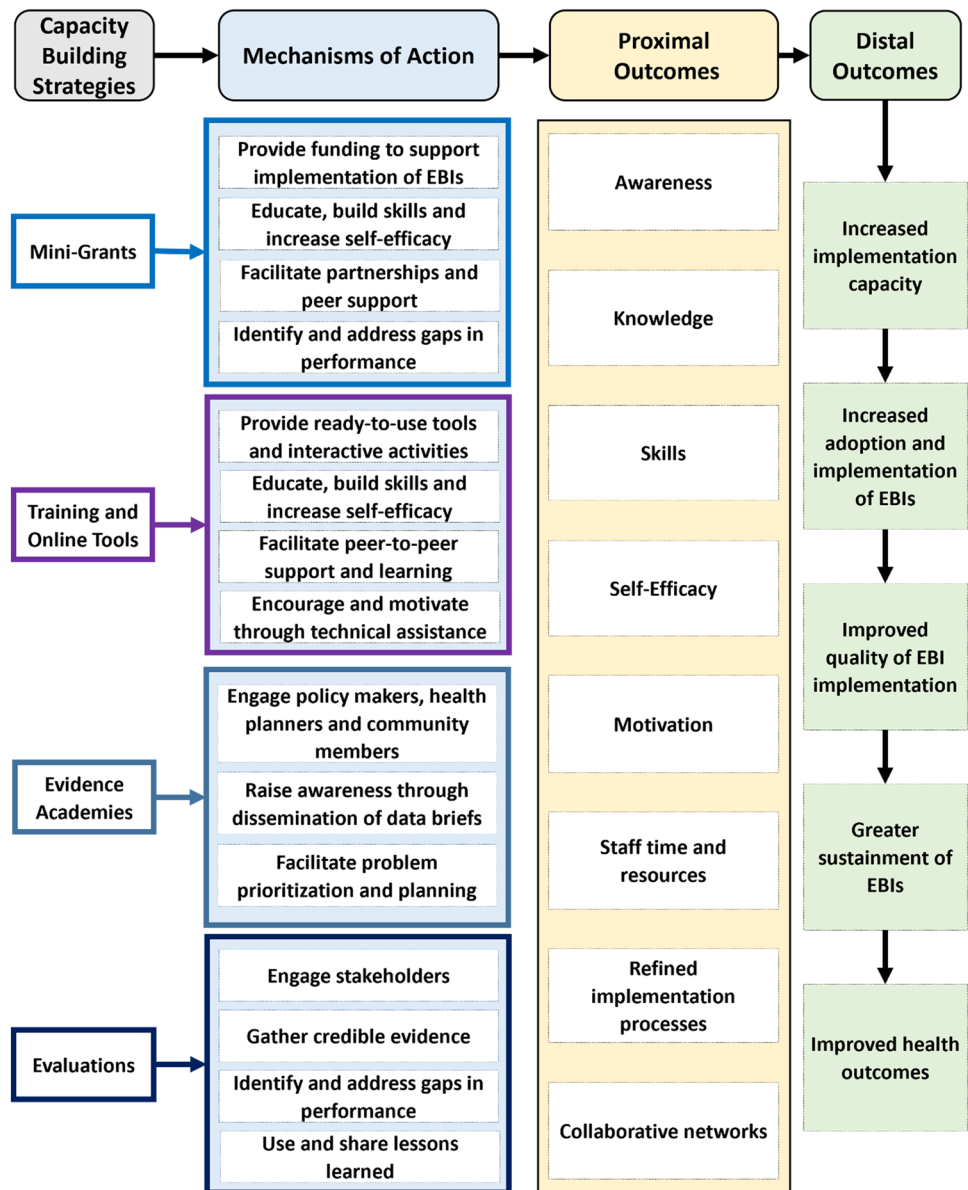 Capacity
Building
Strategies
Mechanisms of Action
Proximal
Outcomes
Distal
Outcomes
Mini-Grants
Provide funding to support
implementation of EBIs
Educate, build skills and
increase self-efficacy
Facilitate partnerships and
peer support
Identify and address gaps in
performance
Training and
Online Tools
Provide ready-to-use tools
and interactive activities
Educate, build skills and
increase self-efficacy
Facilitate peer-to-peer
support and learning
Encourage and motivate
through technical assistance
Evidence
Academies
Engage policy makers, health
planners and community
members
Raise awareness through
dissemination of data briefs
Facilitate problem
prioritization and planning
Evaluations
Engage stakeholders
Gather credible evidence
Identify and address gaps in
performance
Use and share lessons
learned
Awareness
Knowledge
Skills
Self-Efficacy
Motivation
Staff time and
resources
Refined
implementation
processes
Collaborative networks
Increased
implementation
capacity
Increased
adoption and
implementation
of EBIs
Improved
quality of EBI
implementation
Greater
sustainment of
EBIs
Improved health
outcomes